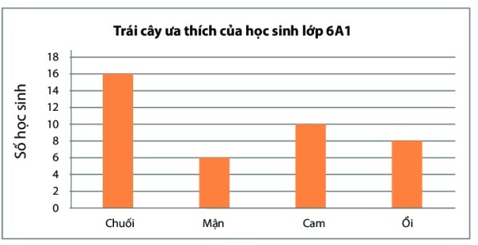 Trái cây ưa thích của học sinh lớp 6A1
Số học sinh
18
16
14
12
10
8
6
4
2
0
Chuối
Mận
Cam
Ổi